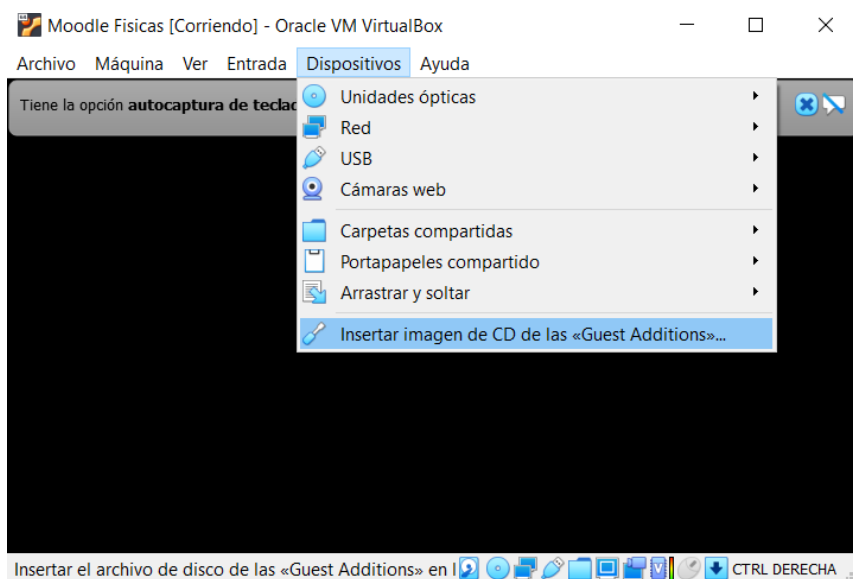 Moodle Fisicas [Corriendo] - Oracle VM VirtualBox
Archivo Máquina Ver Entrada Dispositivos Ayuda
Tiene la opción autocaptura de teclac
Unidades ópticas
Red
USB
Cámaras web
Carpetas compartidas
Portapapeles compartido
Arrastrar y soltar
Insertar imagen de CD de las «Guest Additions»...
Insertar el archivo de disco de las «Guest Additions» en l
CTRL DERECHA